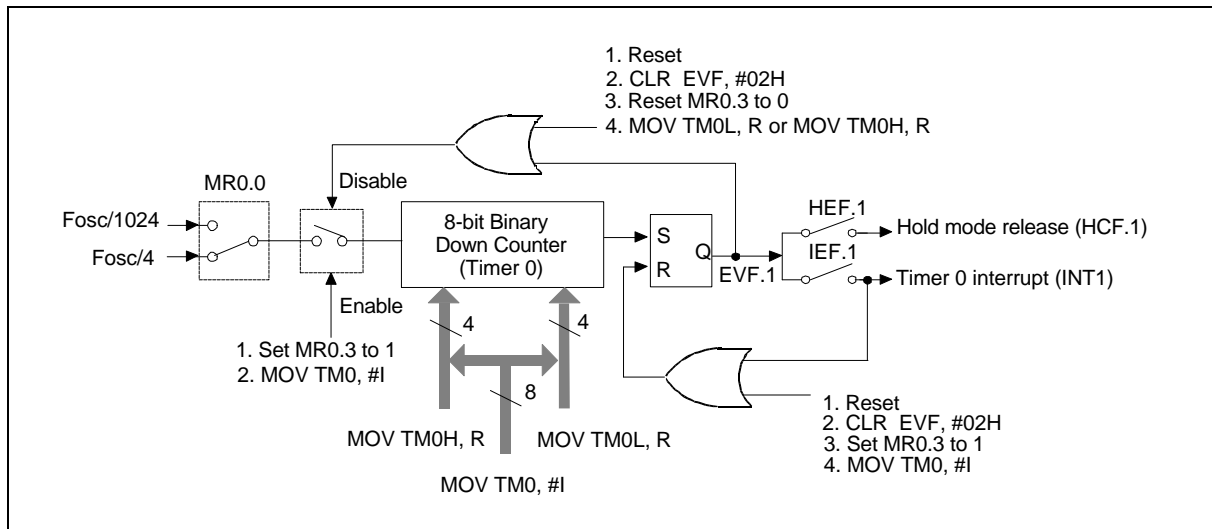 1. Reset
2. CLR EVF, #02H
3. Reset MR0.3 to 0
4. MOV TM0L, R or MOV TM0H, R
MR0.0
Disable
Fosc/1024
Fosc/4
8-bit Binary
Down Counter
(Timer 0)
S
R
Q
EVF.1
HEF.1
Hold mode release (HCF.1)
IEF.1
Timer 0 interrupt (INT1)
Enable
1. Set MR0.3 to 1
2. MOV TM0, #I
4
4
8
MOV TM0H, R
MOV TM0L, R
MOV TM0, #I
1. Reset
2. CLR EVF, #02H
3. Set MR0.3 to 1
4. MOV TM0, #I